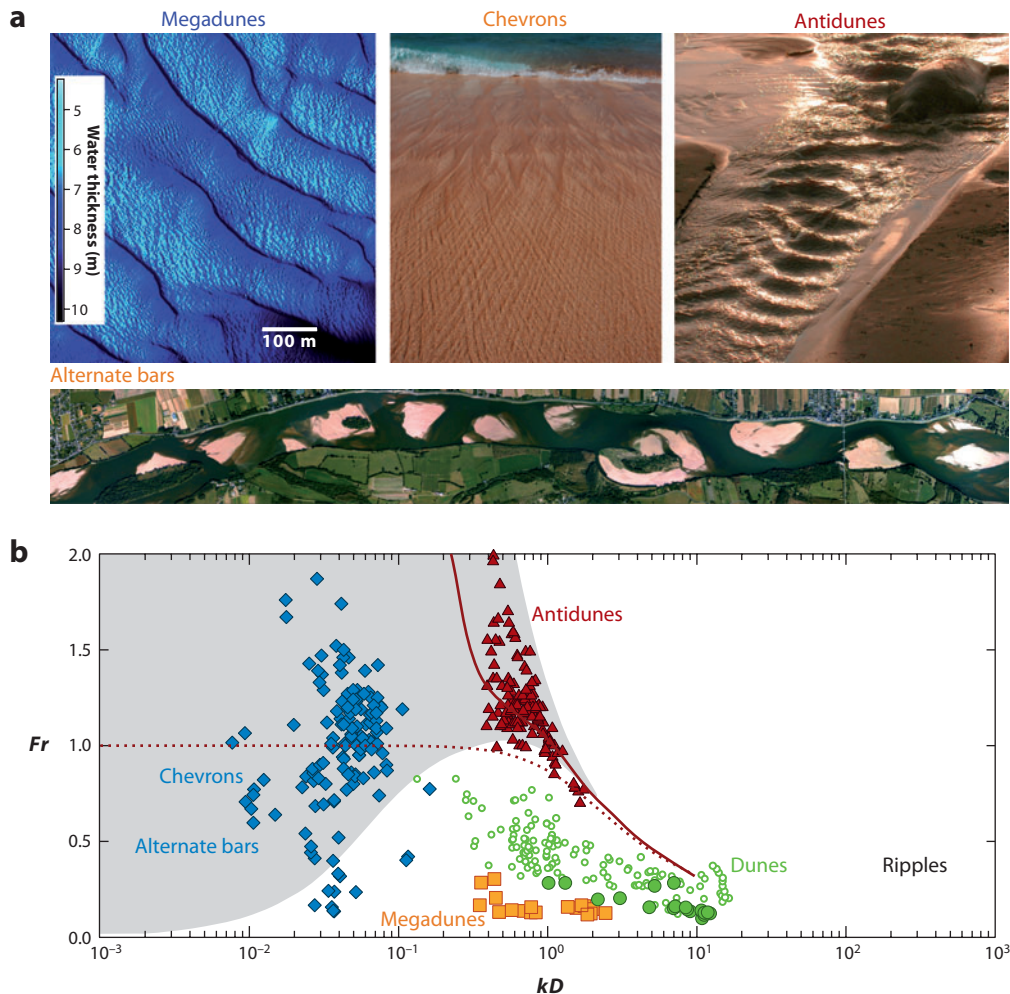 a
Megadunes
Chevrons
Antidunes
5
6
7
8
9
10
Water thickness (m)
100 m
Alternate bars
b
2.0
1.5
1.0
0.5
0.0
Fr
Antidunes
Chevrons
Alternate bars
Megadunes
Dunes
Ripples
10⁻³
10⁻²
10⁻¹
10⁰
10¹
10²
10³
kD